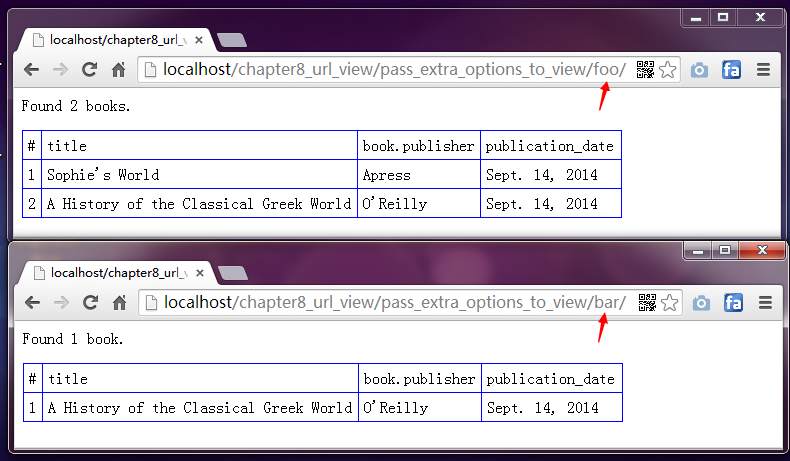 localhost/chapter8_url_v
localhost/chapter8_url_view/pass_extra_options_to_view/foo/
Found 2 books.
# title book.publisher publication_date
1 Sophie's World Apress Sept. 14, 2014
2 A History of the Classical Greek World O'Reilly Sept. 14, 2014
localhost/chapter8_url_v
localhost/chapter8_url_view/pass_extra_options_to_view/bar/
Found 1 book.
# title book.publisher publication_date
1 A History of the Classical Greek World O'Reilly Sept. 14, 2014